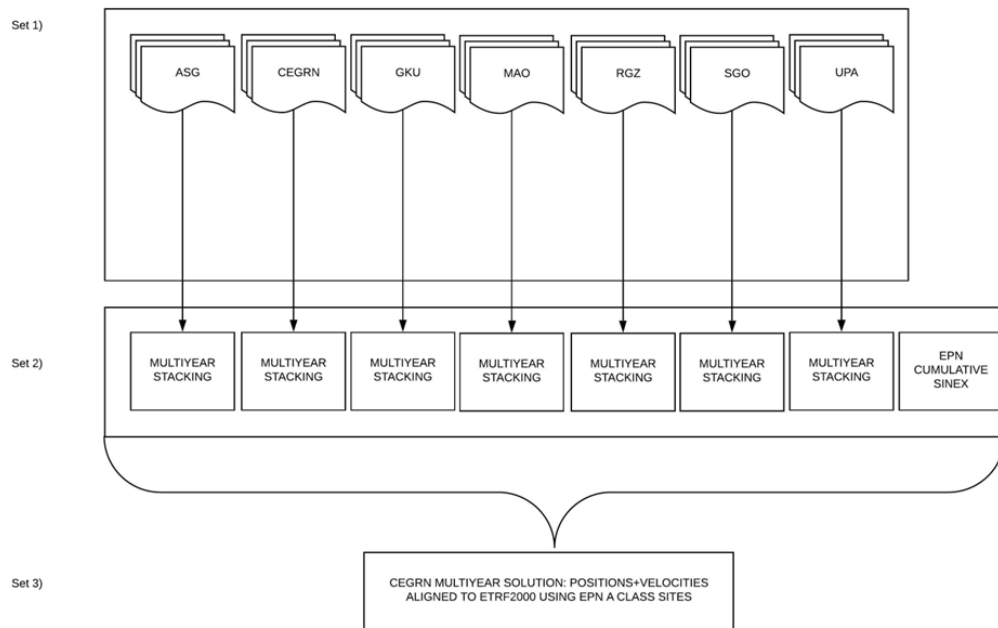 Set 1)
ASG
CEGRN
GKU
MAO
RGZ
SGO
UPA
Set 2)
MULTIYEAR
STACKING
MULTIYEAR
STACKING
MULTIYEAR
STACKING
MULTIYEAR
STACKING
MULTIYEAR
STACKING
MULTIYEAR
STACKING
MULTIYEAR
STACKING
EPN
CUMULATIVE
SINEX
Set 3)
CEGRN MULTIYEAR SOLUTION: POSITIONS+VELOCITIES
ALIGNED TO ETRF2000 USING EPN A CLASS SITES